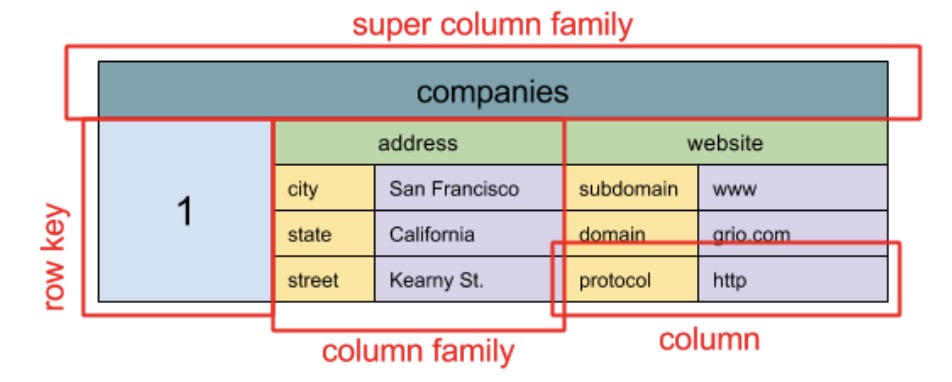 super column family
companies
address website
city San Francisco subdomain www
1
state California domain grio.com
street Kearny St. protocol http
row key
column family
column